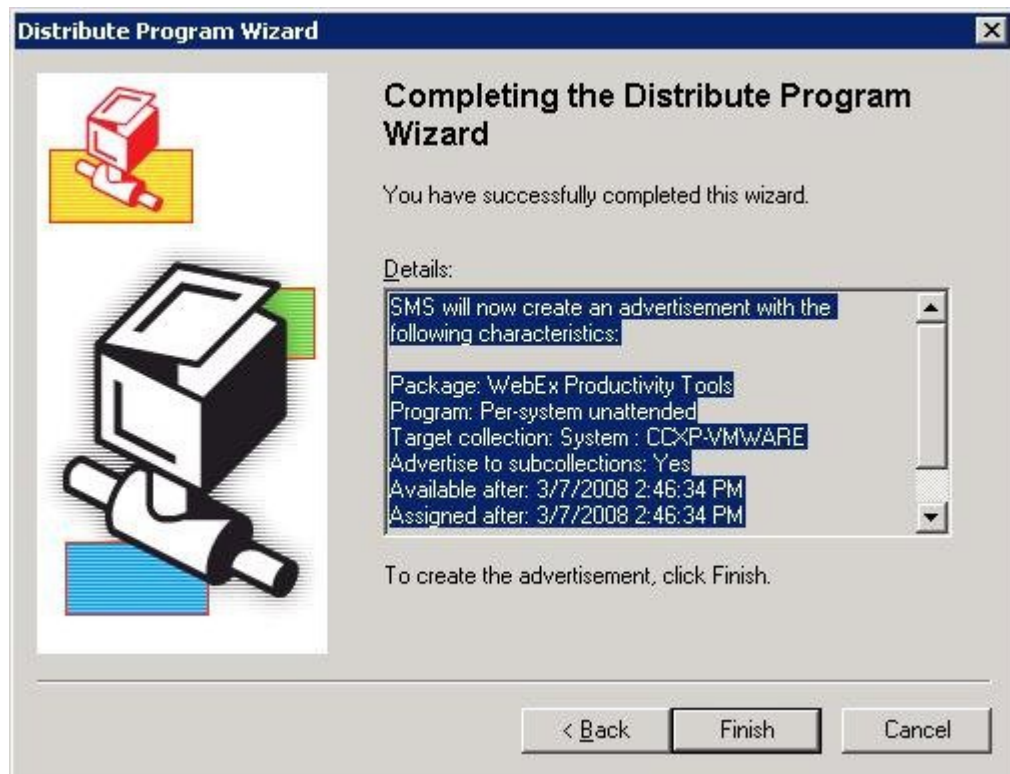 Distribute Program Wizard
Completing the Distribute Program
Wizard
You have successfully completed this wizard.
Details:
SMS will now create an advertisement with the
following characteristics:
Package: WebEx Productivity Tools
Program: Per-system unattended
Target collection: System : CCXP-VMWARE
Advertise to subcollections: Yes
Available after: 3/7/2008 2:46:34 PM
Assigned after: 3/7/2008 2:46:34 PM
To create the advertisement, click Finish.
< Back
Finish
Cancel